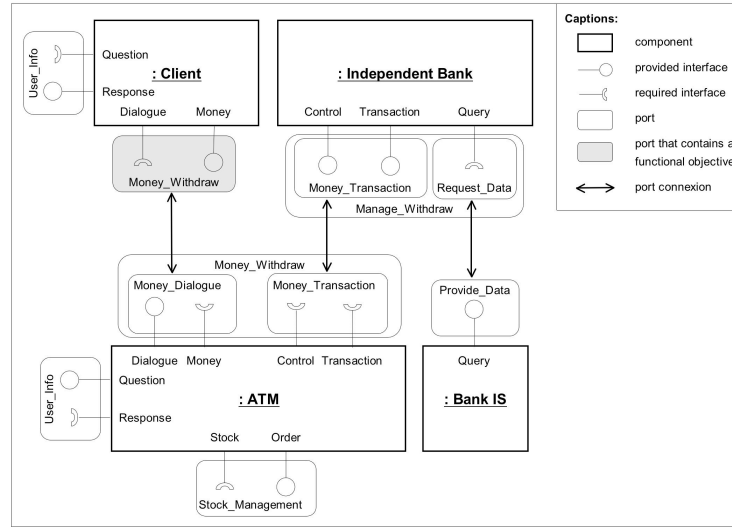 Captions:
component
provided interface
required interface
port
port that contains a
functional objective
port connexion
User_Info
Question
: Client
Response
Dialogue Money
Money_Withdraw
: Independent Bank
Control Transaction Query
Money_Transaction Request_Data
Manage_Withdraw
Money_Withdraw
Money_Dialogue Money_Transaction
Provide_Data
Dialogue Money Control Transaction
Query
User_Info
Question
: ATM
Response
: Bank IS
Stock Order
Stock_Management